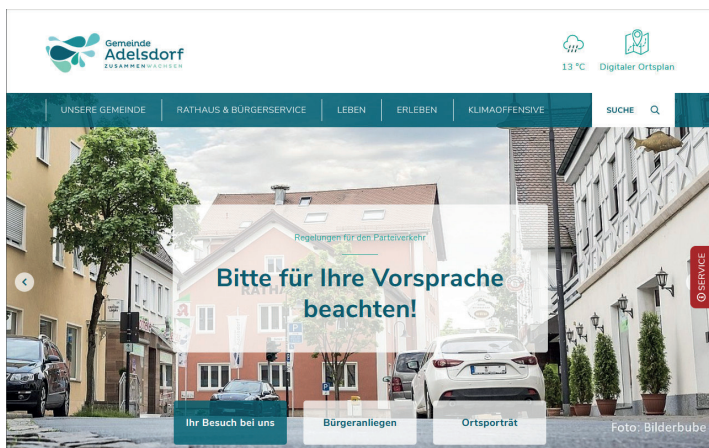 Gemeinde
Adelsdorf
ZUSAMMENWACHSEN
13 °C
Digitaler Ortsplan
UNSERE GEMEINDE
RATHAUS & BÜRGERSERVICE
LEBEN
ERLEBEN
KLIMAOFFENSIVE
SUCHE
Regelungen für den Parteiverkehr
Bitte für Ihre Vorsprache
beachten!
RATHA
SERVICE
Ihr Besuch bei uns
Bürgeranliegen
Ortsporträt
Foto: Bilderbube